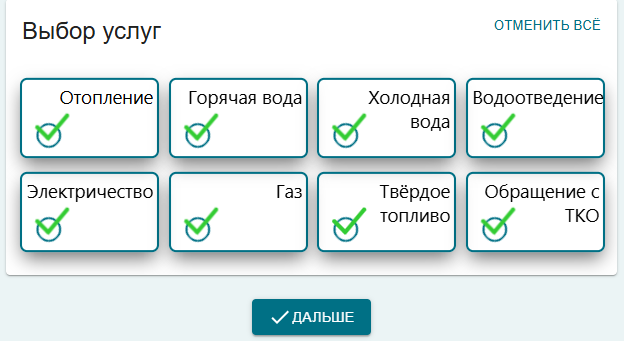 Выбор услуг
ОТМЕНИТЬ ВСЁ
Отопление
Горячая вода
Холодная
вода
Водоотведение
Электричество
Газ
Твёрдое
топливо
Обращение с
ТКО
ДАЛЬШЕ